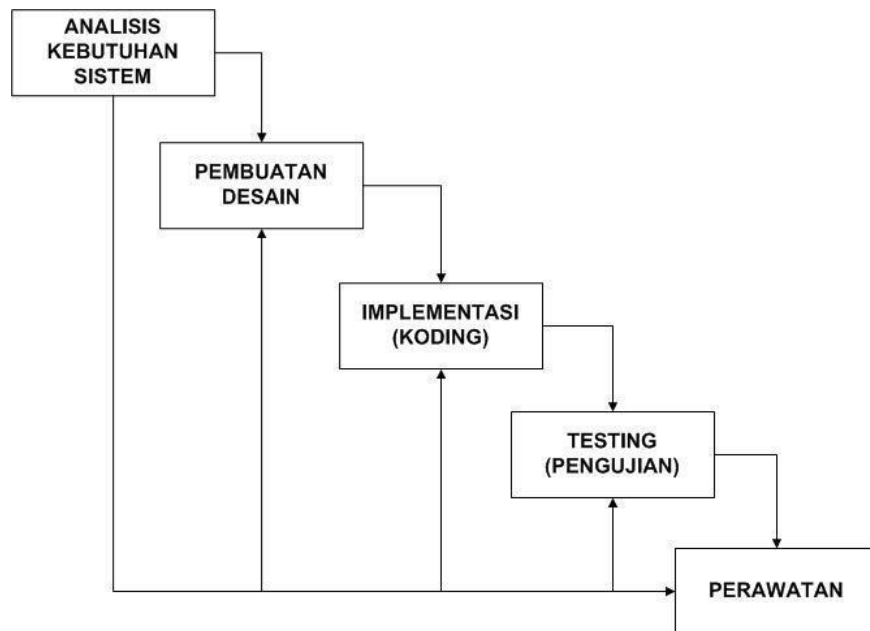 ANALISIS
KEBUTUHAN
SISTEM
PEMBUATAN
DESAIN
IMPLEMENTASI
(KODING)
TESTING
(PENGUJIAN)
PERAWATAN